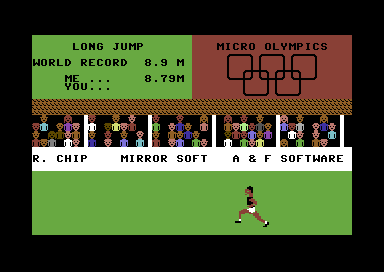 LONG JUMP
WORLD RECORD 8.9 M
ME ... 8.79M
YOU...
MICRO OLYMPICS
R. CHIP MIRROR SOFT A & F SOFTWARE